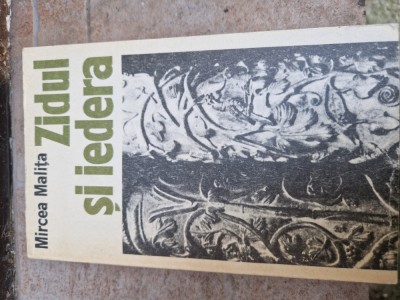 Mircea Malița
Zidul
și iedera